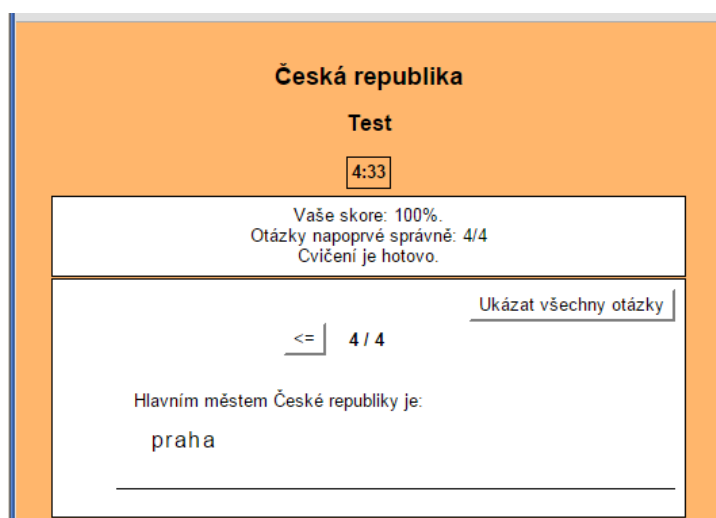 Česká republika
Test
4:33
Vaše skore: 100%.
Otázky napoprvé správně: 4/4
Cvičení je hotovo.
Ukázat všechny otázky
<= 4 / 4
Hlavním městem České republiky je:
praha